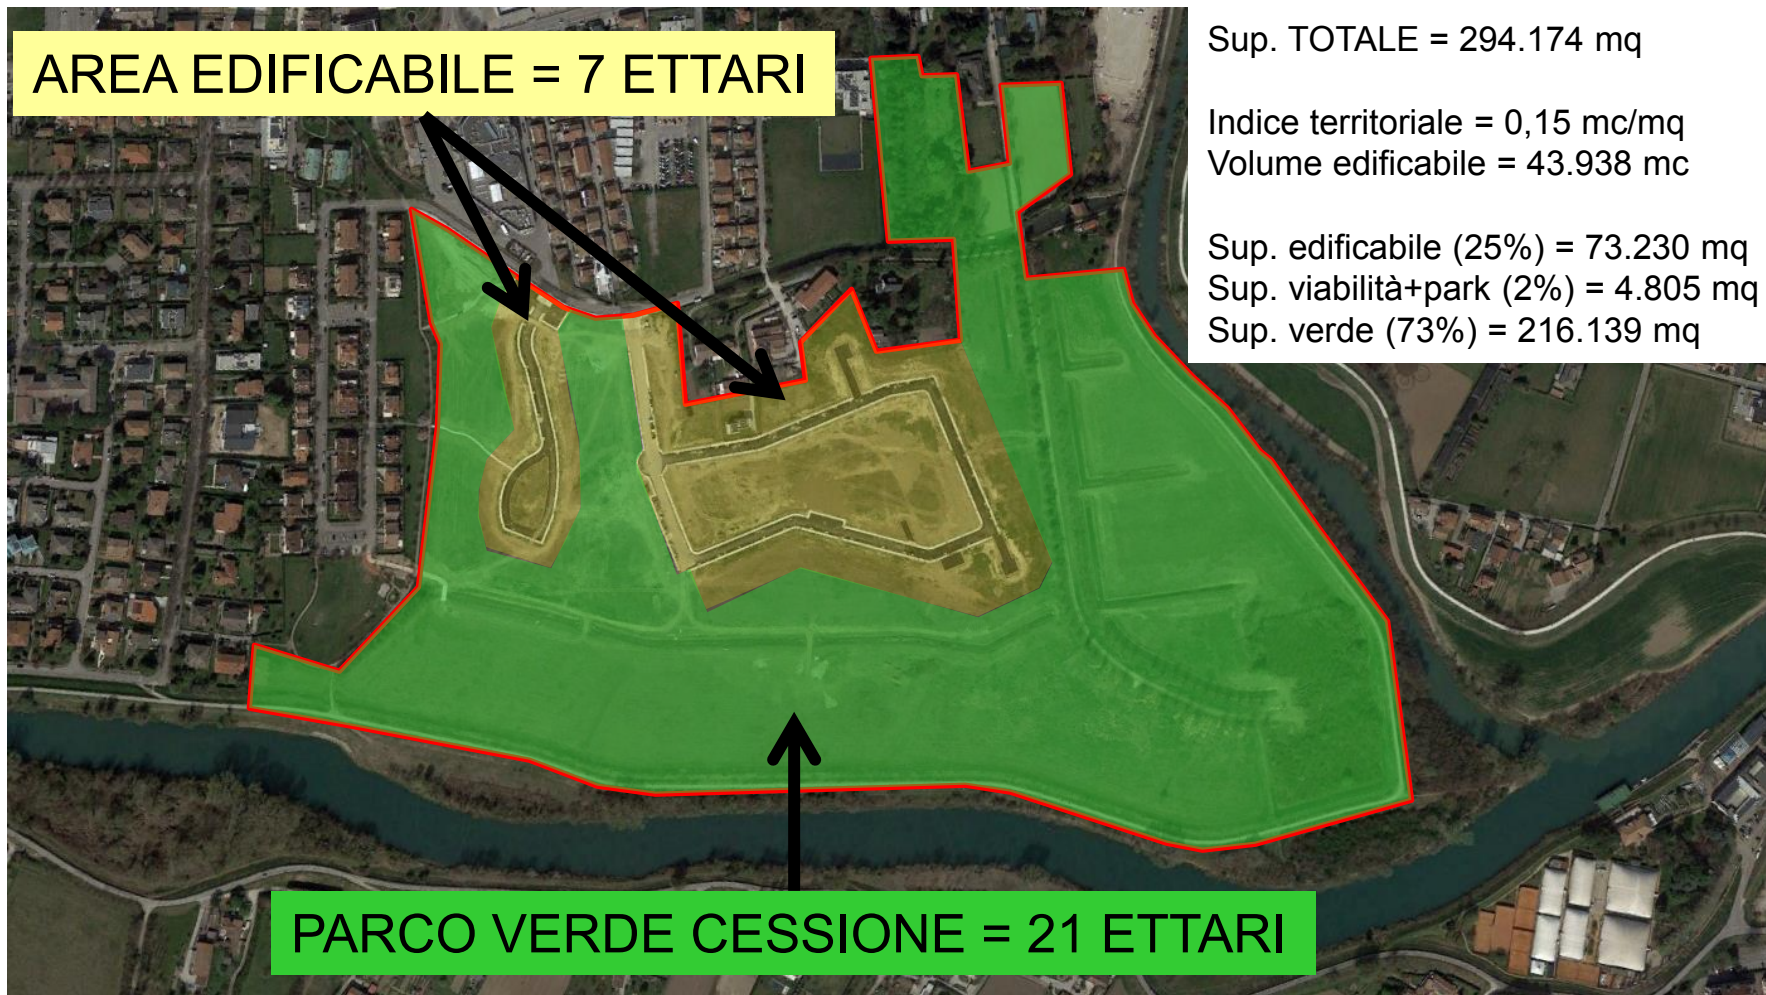 AREA EDIFICABILE = 7 ETTARI
Sup. TOTALE = 294.174 mq
Indice territoriale = 0,15 mc/mq
Volume edificabile = 43.938 mc
Sup. edificabile (25%) = 73.230 mq
Sup. viabilità+park (2%) = 4.805 mq
Sup. verde (73%) = 216.139 mq
PARCO VERDE CESSIONE = 21 ETTARI